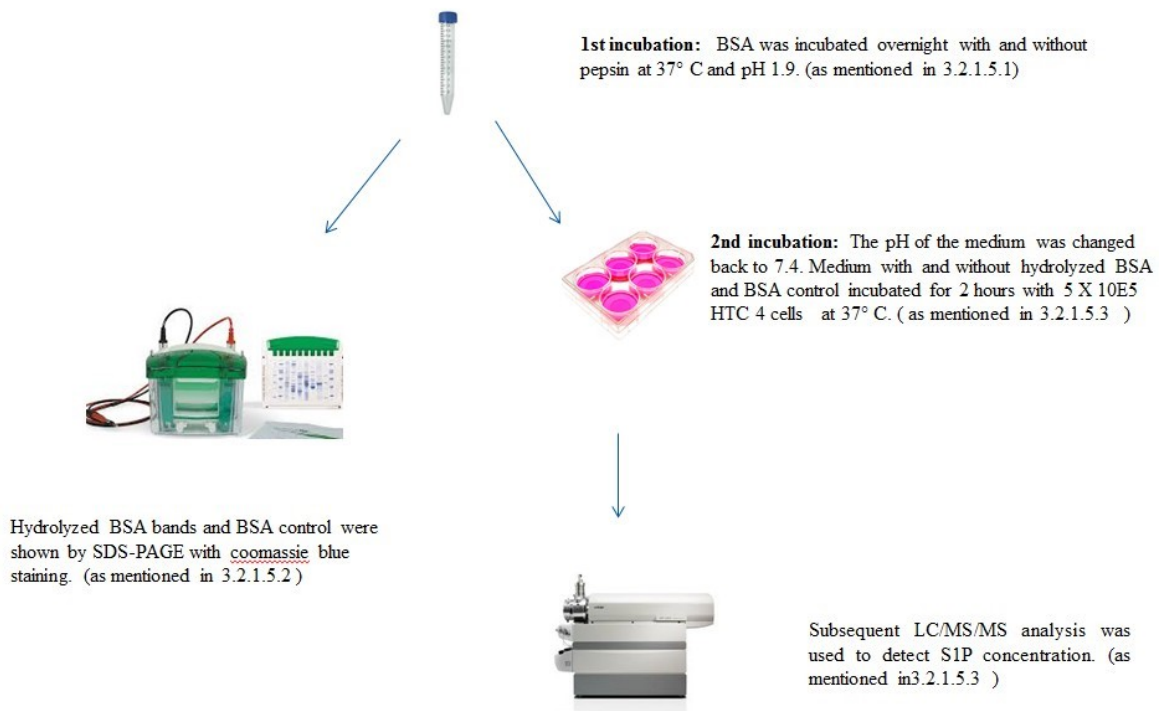 1st incubation: BSA was incubated overnight with and without
pepsin at 37° C and pH 1.9. (as mentioned in 3.2.1.5.1)
2nd incubation: The pH of the medium was changed
back to 7.4. Medium with and without hydrolyzed BSA
and BSA control incubated for 2 hours with 5 X 10E5
HTC 4 cells at 37° C. ( as mentioned in 3.2.1.5.3 )
Hydrolyzed BSA bands and BSA control were
shown by SDS-PAGE with coomassie blue
staining. (as mentioned in 3.2.1.5.2 )
Subsequent LC/MS/MS analysis was
used to detect S1P concentration. (as
mentioned in3.2.1.5.3 )